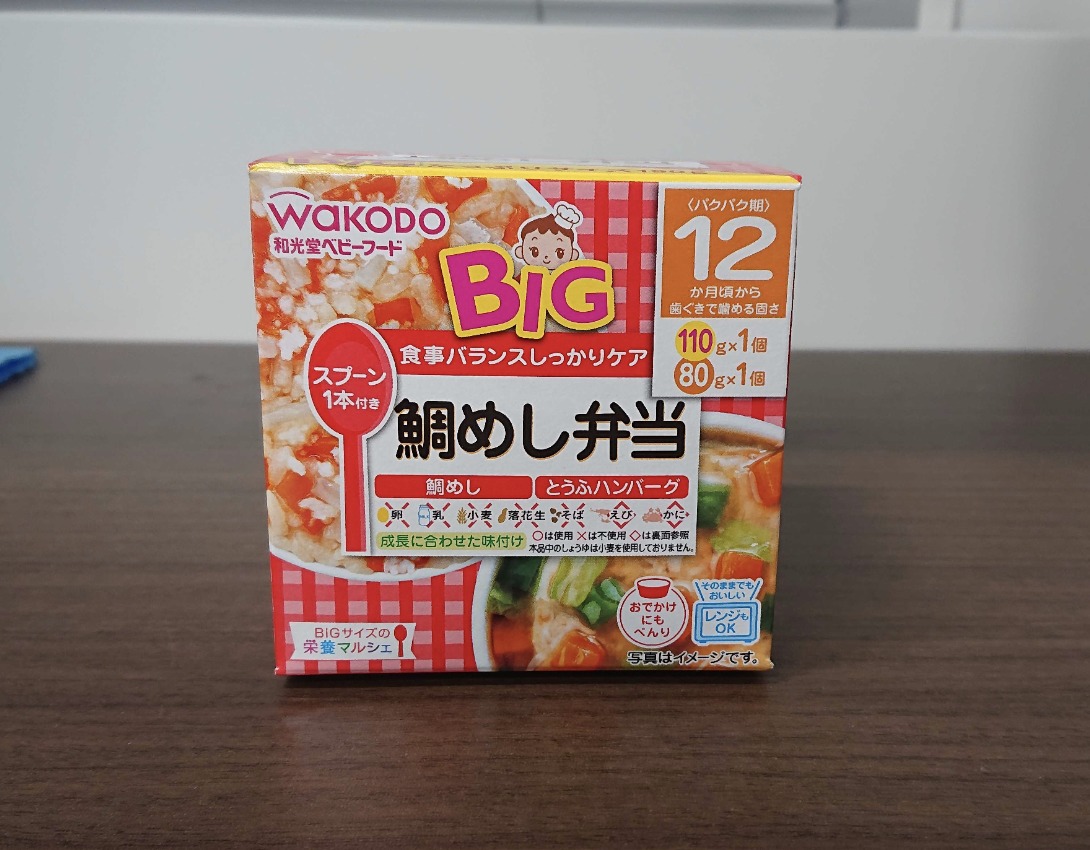 WaKODO
和光堂ベビーフード
BIG
〈パクパク期〉
12
か月頃から
歯ぐきで噛める固さ
110g×1個
80g×1個
食事バランスしっかりケア
スプーン
1本付き
鯛めし弁当
鯛めし とうふハンバーグ
卵 乳 小麦 落花生 そば えび かに
成長に合わせた味付け
○は使用 ×は不使用 ◇は裏面参照
本品中のしょうゆは小麦を使用しておりません。
おでかけ
にも
べんり
そのままでも
おいしい
レンジも
OK
BIGサイズの
栄養マルシェ
写真はイメージです。